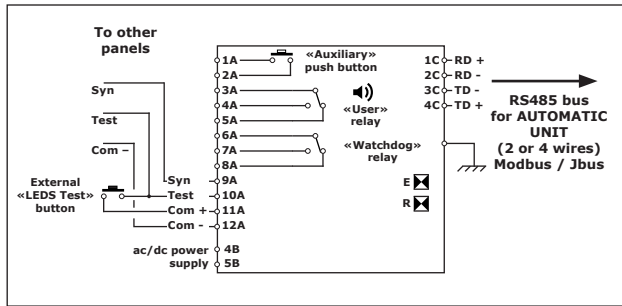 To other
panels
Syn
Test
Com –
External
«LEDS Test»
button
Syn
Test
Com +
Com -
ac/dc power
supply
1A
2A
3A
4A
5A
6A
7A
8A
9A
10A
11A
12A
4B
5B
«Auxiliary»
push button
«User»
relay
«Watchdog»
relay
E
R
1C RD +
2C RD -
3C TD -
4C TD +
RS485 bus
for AUTOMATIC
UNIT
(2 or 4 wires)
Modbus / Jbus